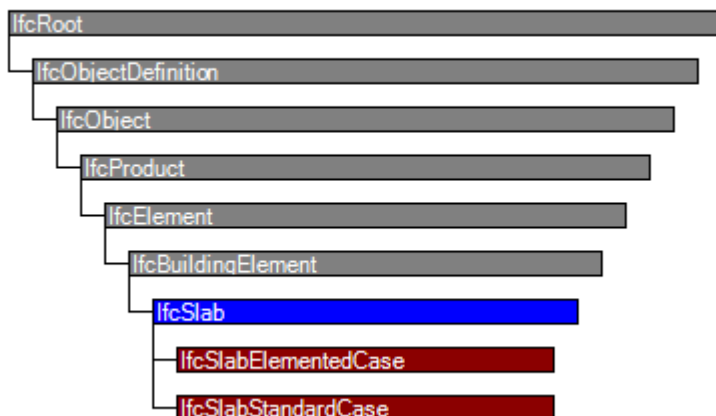 IfcRoot
IfcObjectDefinition
IfcObject
IfcProduct
IfcElement
IfcBuildingElement
IfcSlab
IfcSlabElementedCase
IfcSlabStandardCase